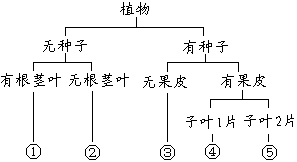 植物
无种子 有种子
有根茎叶 无根茎叶 无果皮 有果皮
子叶1片 子叶2片
① ② ③ ④ ⑤